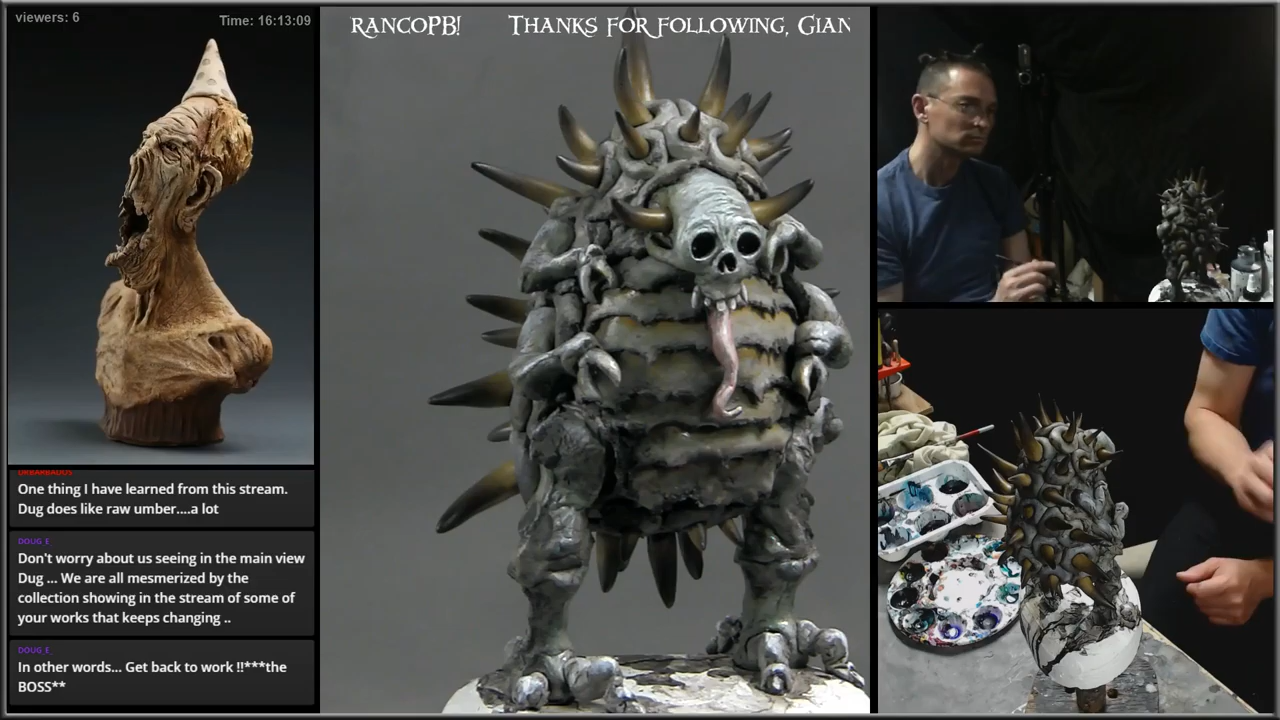 viewers: 6
Time: 16:13:09
RANCOPB!
THANKS FOR FOLLOWING, GIAN
DRBARBADOS
One thing I have learned from this stream.
Dug does like raw umber....a lot
DOUG_E_
Don't worry about us seeing in the main view
Dug ... We are all mesmerized by the
collection showing in the stream of some of
your works that keeps changing ..
DOUG_E_
In other words... Get back to work !!***the
BOSS**